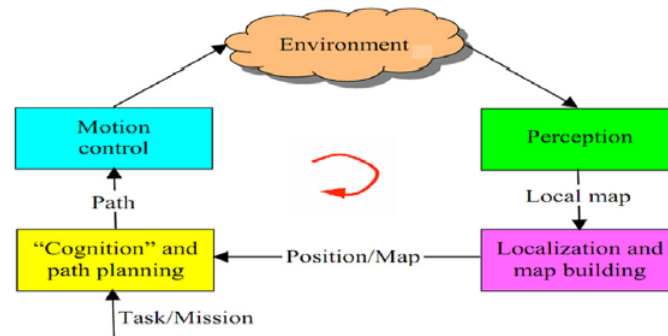 Environment
Motion
control
Perception
Path
Local map
"Cognition" and
path planning
Position/Map
Localization and
map building
Task/Mission